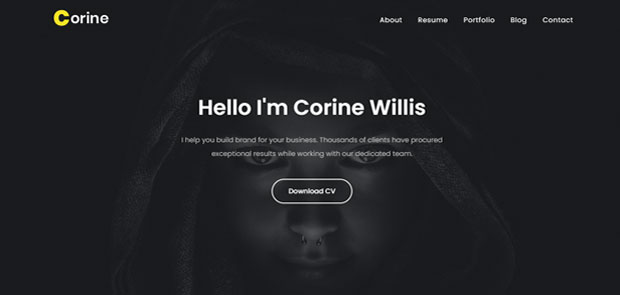 Corine
About Resume Portfolio Blog Contact
Hello I'm Corine Willis
I help you build brand for your business. Thousands of clients have procured
exceptional results while working with our dedicated team.
Download CV